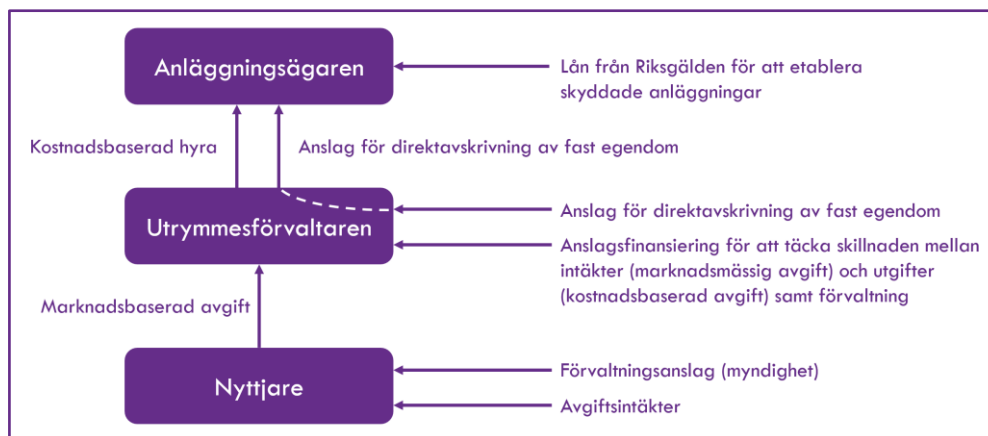 Anläggningsägaren
Lån från Riksgälden för att etablera
skyddade anläggningar
Kostnadsbaserad hyra
Anslag för direktavskrivning av fast egendom
Utrymmesförvaltaren
Anslag för direktavskrivning av fast egendom
Anslagsfinansiering för att täcka skillnaden mellan
intäkter (marknadsmässig avgift) och utgifter
(kostnadsbaserad avgift) samt förvaltning
Marknadsbaserad avgift
Nyttjare
Förvaltningsanslag (myndighet)
Avgiftsintäkter